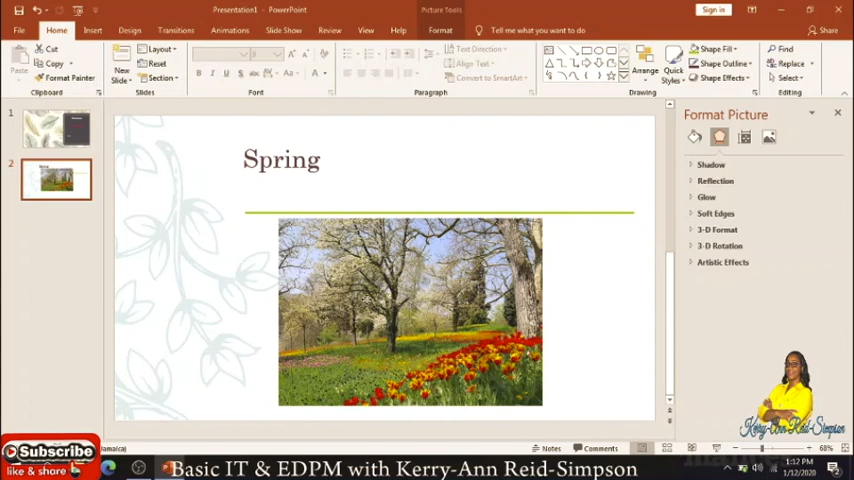 Presentation1 - PowerPoint
Picture Tools
Sign in
File Home Insert Design Transitions Animations Slide Show Review View Help Format Tell me what you want to do Share
Cut
Copy
Format Painter
Paste
Clipboard
New Slide
Layout
Reset
Section
Slides
Font
Text Direction
Align Text
Convert to SmartArt
Paragraph
Arrange
Quick Styles
Shape Fill
Shape Outline
Shape Effects
Drawing
Find
Replace
Select
Editing
1
2
Spring
Format Picture
Shadow
Reflection
Glow
Soft Edges
3-D Format
3-D Rotation
Artistic Effects
Kerry-Ann Reid-Simpson
Subscribe
like & share
Jamaica)
Notes
Comments
68%
Basic IT & EDPM with Kerry-Ann Reid-Simpson
1:12 PM
1/12/2020